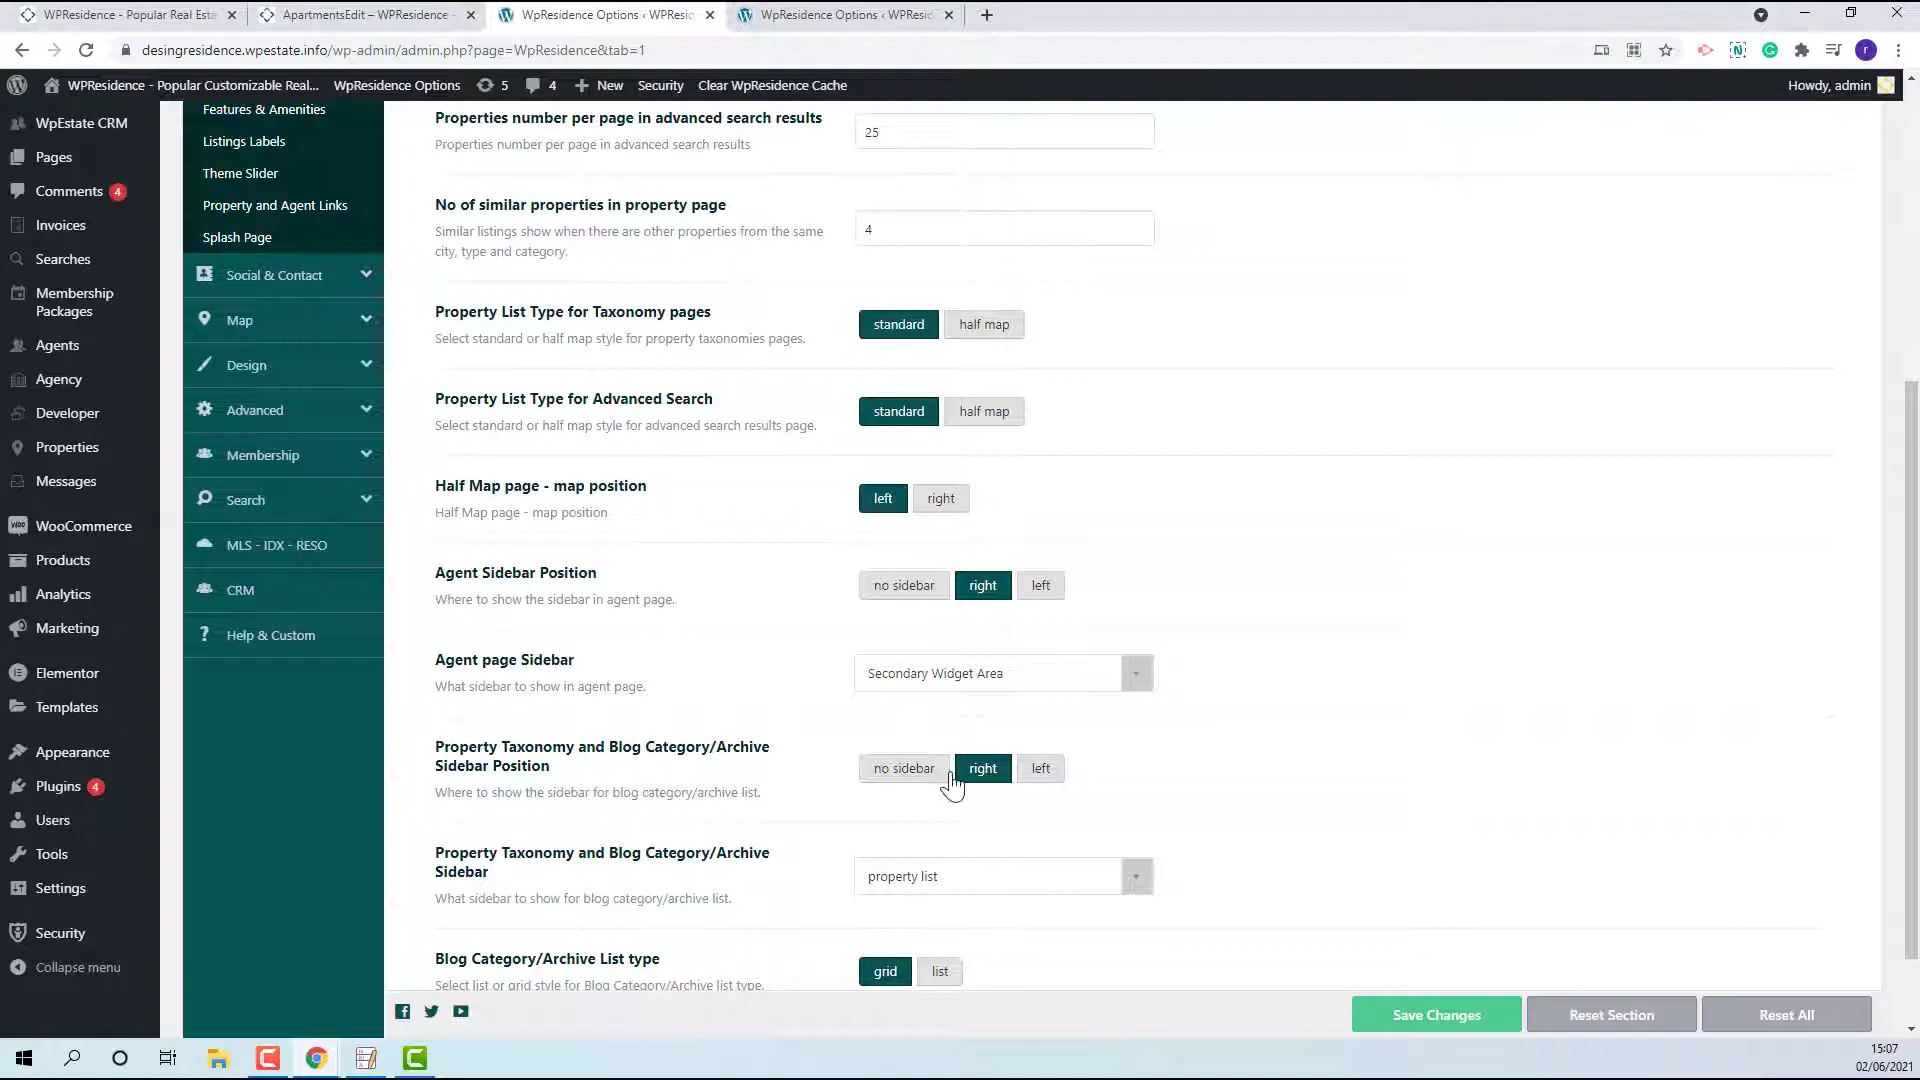 WPResidence - Popular Real Esta
ApartmentsEdit – WPResidence -
WpResidence Options ‹ WPResid
WpResidence Options ‹ WPResid
desingresidence.wpestate.info/wp-admin/admin.php?page=WpResidence&tab=1
r
WPResidence - Popular Customizable Real...
WpResidence Options
5
4
New
Security
Clear WpResidence Cache
Howdy, admin
WpEstate CRM
Pages
Comments 4
Invoices
Searches
Membership
Packages
Agents
Agency
Developer
Properties
Messages
WooCommerce
Products
Analytics
Marketing
Elementor
Templates
Appearance
Plugins 4
Users
Tools
Settings
Security
Collapse menu
Features & Amenities
Listings Labels
Theme Slider
Property and Agent Links
Splash Page
Social & Contact
Map
Design
Advanced
Membership
Search
MLS - IDX - RESO
CRM
Help & Custom
Properties number per page in advanced search results
Properties number per page in advanced search results
25
No of similar properties in property page
Similar listings show when there are other properties from the same
city, type and category.
4
Property List Type for Taxonomy pages
Select standard or half map style for property taxonomies pages.
standard half map
Property List Type for Advanced Search
Select standard or half map style for advanced search results page.
standard half map
Half Map page - map position
Half Map page - map position
left right
Agent Sidebar Position
Where to show the sidebar in agent page.
no sidebar right left
Agent page Sidebar
What sidebar to show in agent page.
Secondary Widget Area
Property Taxonomy and Blog Category/Archive
Sidebar Position
Where to show the sidebar for blog category/archive list.
no sidebar right left
Property Taxonomy and Blog Category/Archive
Sidebar
What sidebar to show for blog category/archive list.
property list
Blog Category/Archive List type
Select list or grid style for Blog Category/Archive list type.
grid list
Save Changes
Reset Section
Reset All
15:07
02/06/2021